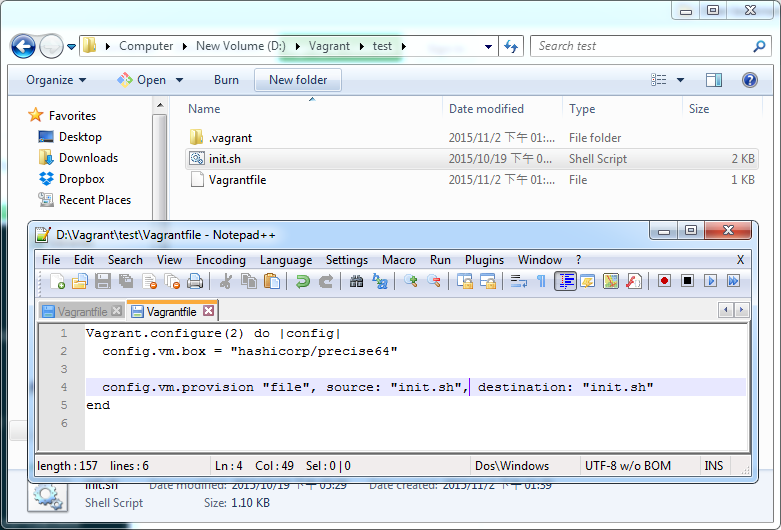 Computer New Volume (D:) Vagrant test
Search test
Organize Open Burn New folder
Name Date modified Type Size
Favorites
Desktop
Downloads
Dropbox
Recent Places
.vagrant 2015/11/2 下午 01:... File folder
init.sh 2015/10/19 下午 0... Shell Script 2 KB
Vagrantfile 2015/11/2 下午 01:... File 1 KB
D:\Vagrant\test\Vagrantfile - Notepad++
File Edit Search View Encoding Language Settings Macro Run Plugins Window ? X
Vagrantfile Vagrantfile
1 Vagrant.configure(2) do |config|
2 config.vm.box = "hashicorp/precise64"
3
4 config.vm.provision "file", source: "init.sh", destination: "init.sh"
5 end
6
length : 157 lines : 6 Ln : 4 Col : 49 Sel : 0 | 0 Dos\Windows UTF-8 w/o BOM INS
init.sh Date modified: 2015/10/19 下午 05:29 Date created: 2015/11/2 下午 01:59
Shell Script Size: 1.10 KB